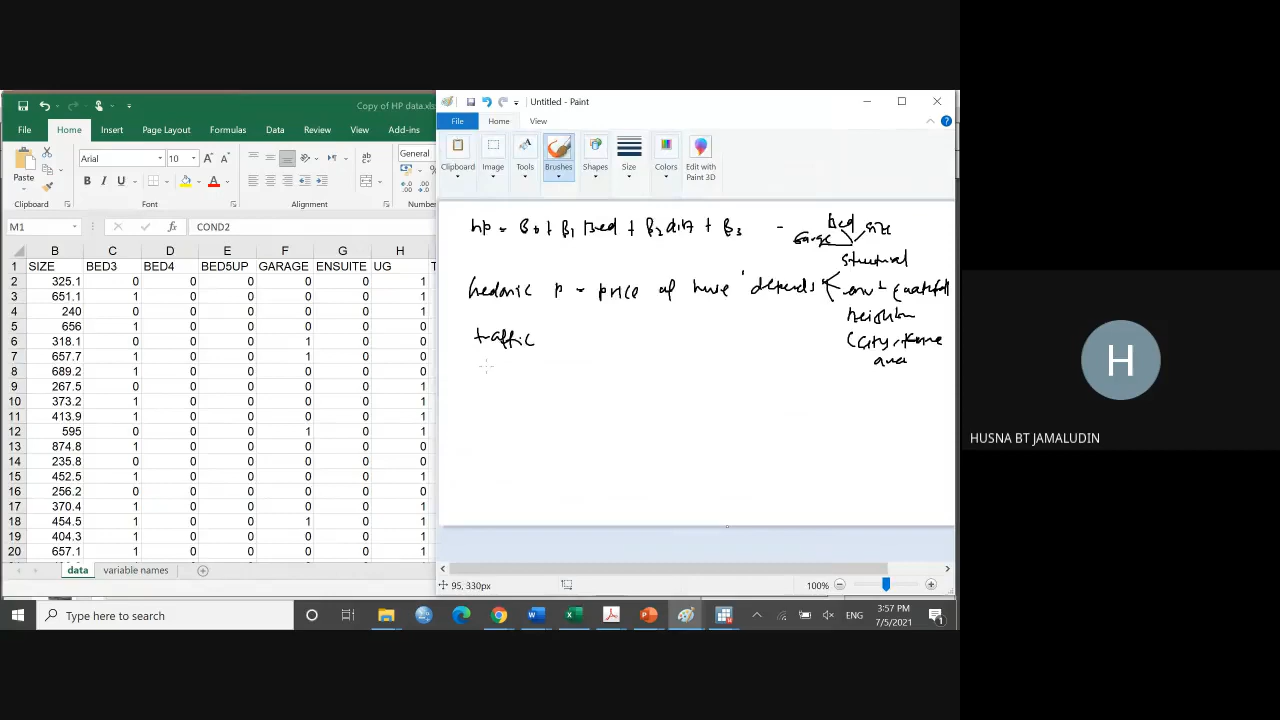 Copy of HP data.xls
File Home Insert Page Layout Formulas Data Review View Add-ins
Paste
Arial 10
B I U
General
Clipboard Font Alignment
M1 COND2
B C D E F G H
1 SIZE BED3 BED4 BED5UP GARAGE ENSUITE UG T
2 325.1 0 0 0 0 0 1
3 651.1 1 0 0 0 0 1
4 240 0 0 0 0 0 1
5 656 1 0 0 0 0 0
6 318.1 0 0 0 1 0 0
7 657.7 1 0 0 1 0 0
8 689.2 1 0 0 0 0 0
9 267.5 0 0 0 0 0 1
10 373.2 1 0 0 0 0 1
11 413.9 1 0 0 0 0 1
12 595 0 0 0 1 0 1
13 874.8 1 0 0 0 0 0
14 235.8 0 0 0 0 0 0
15 452.5 1 0 0 0 0 1
16 256.2 0 0 0 0 0 0
17 370.4 1 0 0 0 0 1
18 454.5 1 0 0 1 0 1
19 404.3 1 0 0 0 0 1
20 657.1 1 0 0 0 0 1
data variable names
Untitled - Paint
File Home View
Clipboard Image Tools Brushes Shapes Size Colors Edit with
Paint 3D
Bed size
Garage
structural
hedonic p = price of house depends
traffic
area
95, 330px
100%
Type here to search
ENG
3:57 PM
7/5/2021
1
H
HUSNA BT JAMALUDIN